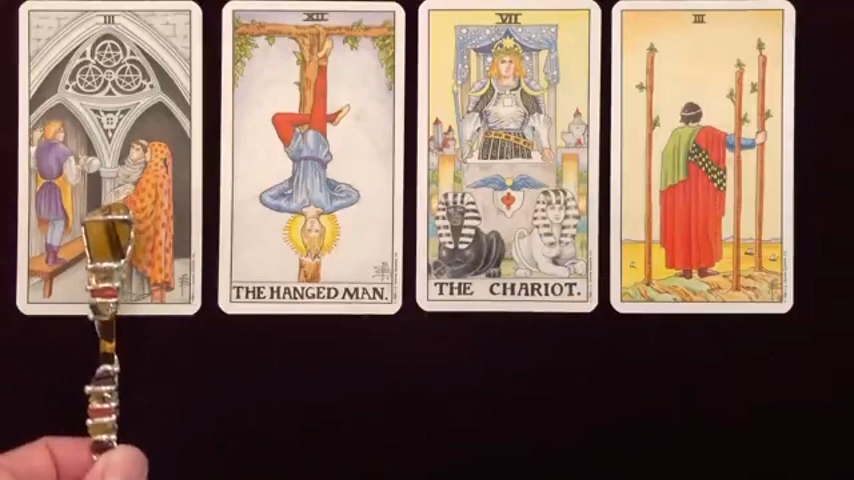 III
XII
THE HANGED MAN.
VII
THE CHARIOT.
III